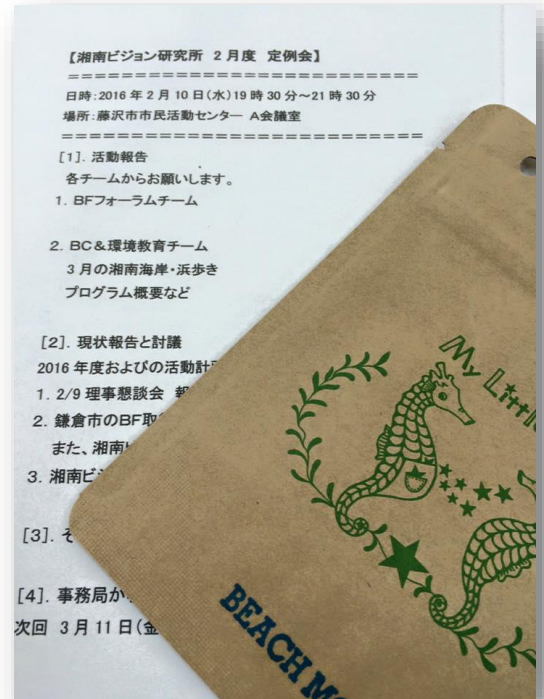 【湘南ビジョン研究所 2月度 定例会】
==============================
日時:2016年2月10日(水)19時30分～21時30分
場所:藤沢市市民活動センター A会議室
==============================
[1]. 活動報告
各チームからお願いします。
1. BFフォーラムチーム
2. BC&環境教育チーム
3月の湘南海岸・浜歩き
プログラム概要など
[2]. 現状報告と討議
2016年度およびの活動計
1. 2/9 理事懇談会
2. 鎌倉市のBF取
また、湘南
3. 湘南ビ
[3]. そ
[4]. 事務局か
次回 3月11日(金
My Littl
BEACH M